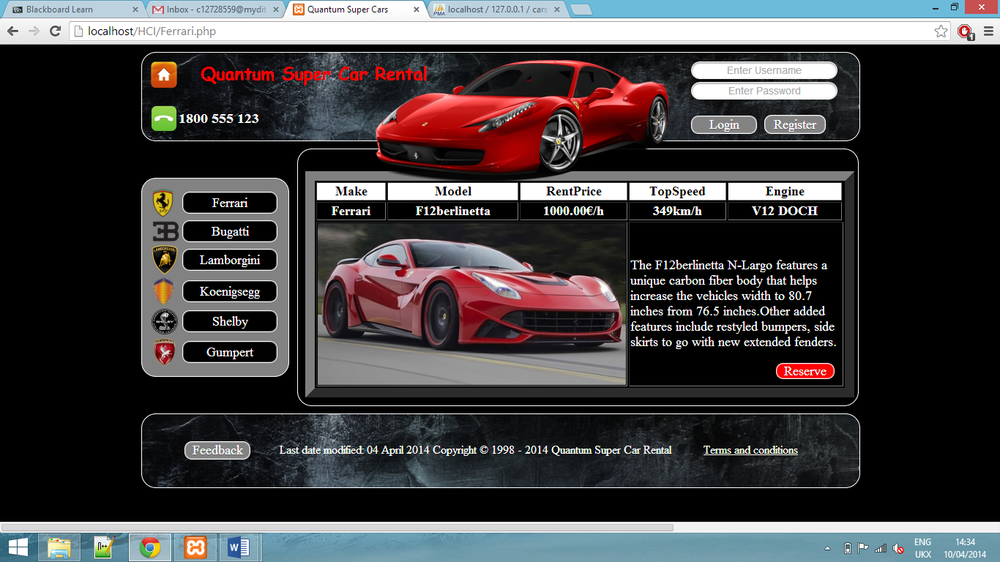 Blackboard Learn
Inbox - c12728559@mydit
Quantum Super Cars
localhost / 127.0.0.1 / cars
localhost/HCI/Ferrari.php
Quantum Super Car Rental
1800 555 123
Enter Username
Enter Password
Login Register
Ferrari
Bugatti
Lamborgini
Koenigsegg
Shelby
Gumpert
Make Model RentPrice TopSpeed Engine
Ferrari F12berlinetta 1000.00€/h 349km/h V12 DOCH
The F12berlinetta N-Largo features a
unique carbon fiber body that helps
increase the vehicles width to 80.7
inches from 76.5 inches.Other added
features include restyled bumpers, side
skirts to go with new extended fenders.
Reserve
Feedback Last date modified: 04 April 2014 Copyright © 1998 - 2014 Quantum Super Car Rental Terms and conditions
ENG 14:34
UKX 10/04/2014